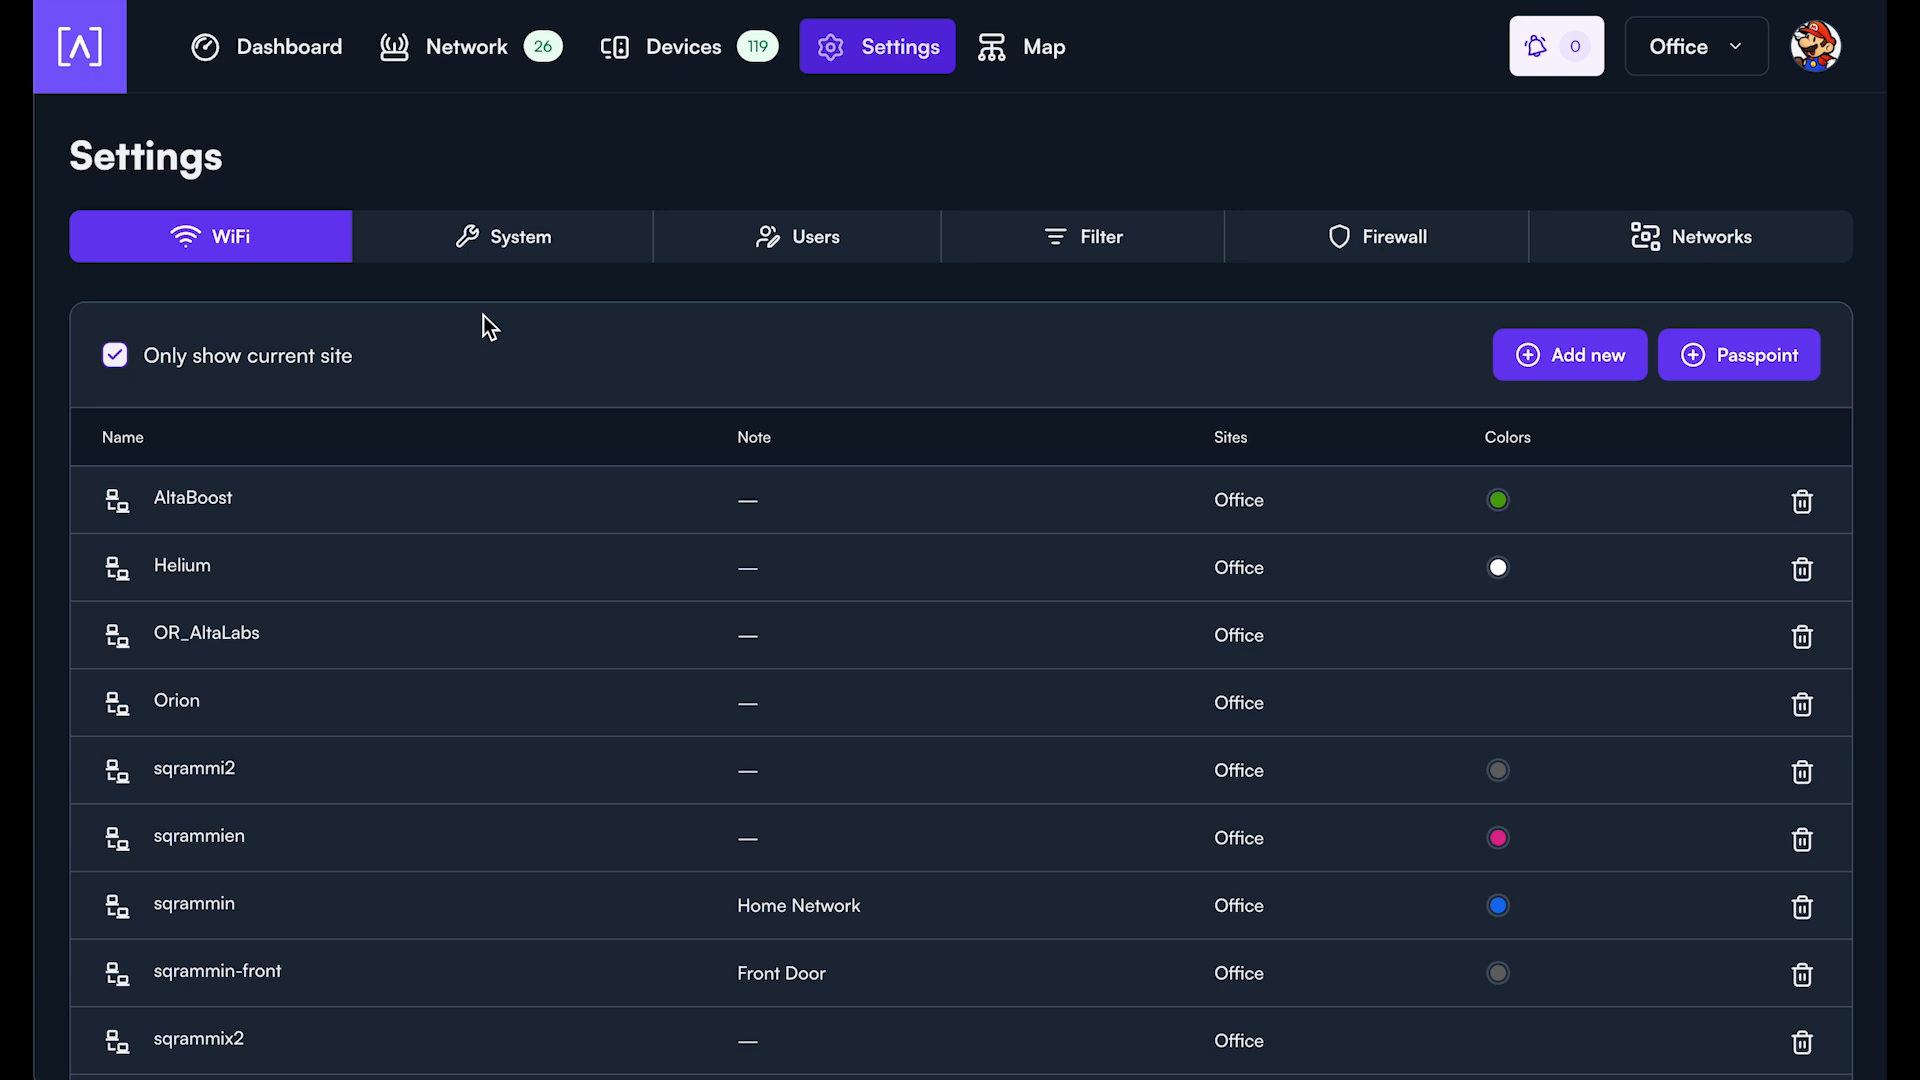 Dashboard
Network 26
Devices 119
Settings
Map
0
Office
Settings
WiFi
System
Users
Filter
Firewall
Networks
Only show current site
Add new
Passpoint
Name Note Sites Colors
AltaBoost — Office
Helium — Office
OR_AltaLabs — Office
Orion — Office
sqrammi2 — Office
sqrammien — Office
sqrammin Home Network Office
sqrammin-front Front Door Office
sqrammix2 — Office